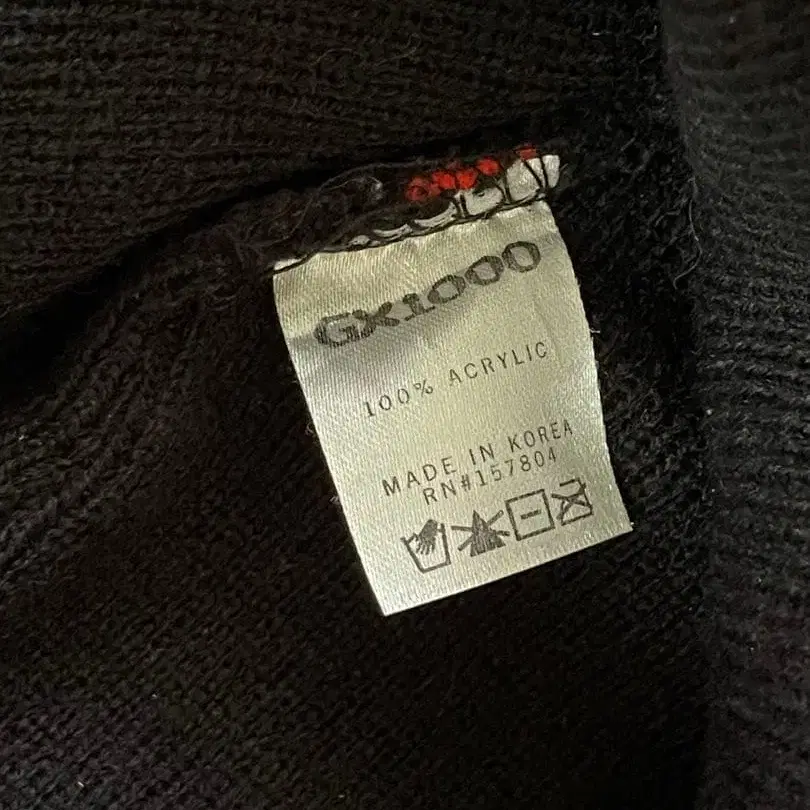 GX1000
100% ACRYLIC
MADE IN KOREA
RN#157804